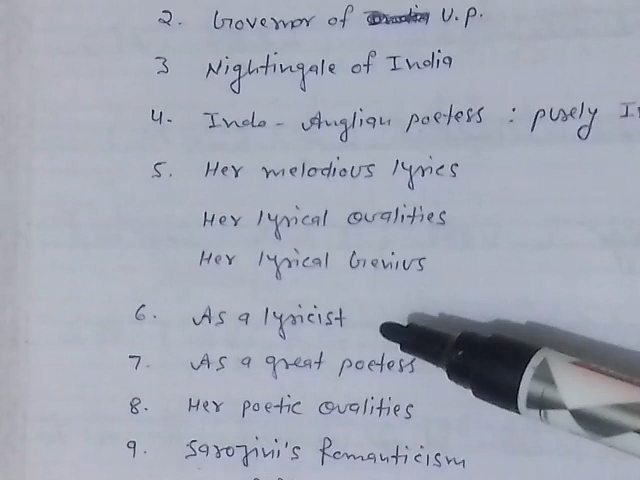 2. Governor of U.P.
3 Nightingale of India
4. Indo-Anglian poetess : purely
5. Her melodious lyrics
Her lyrical Qualities
Her lyrical Genius
6. As a lyricist
7. As a great poetess
8. Her poetic Qualities
9. Sarojini's Romanticism